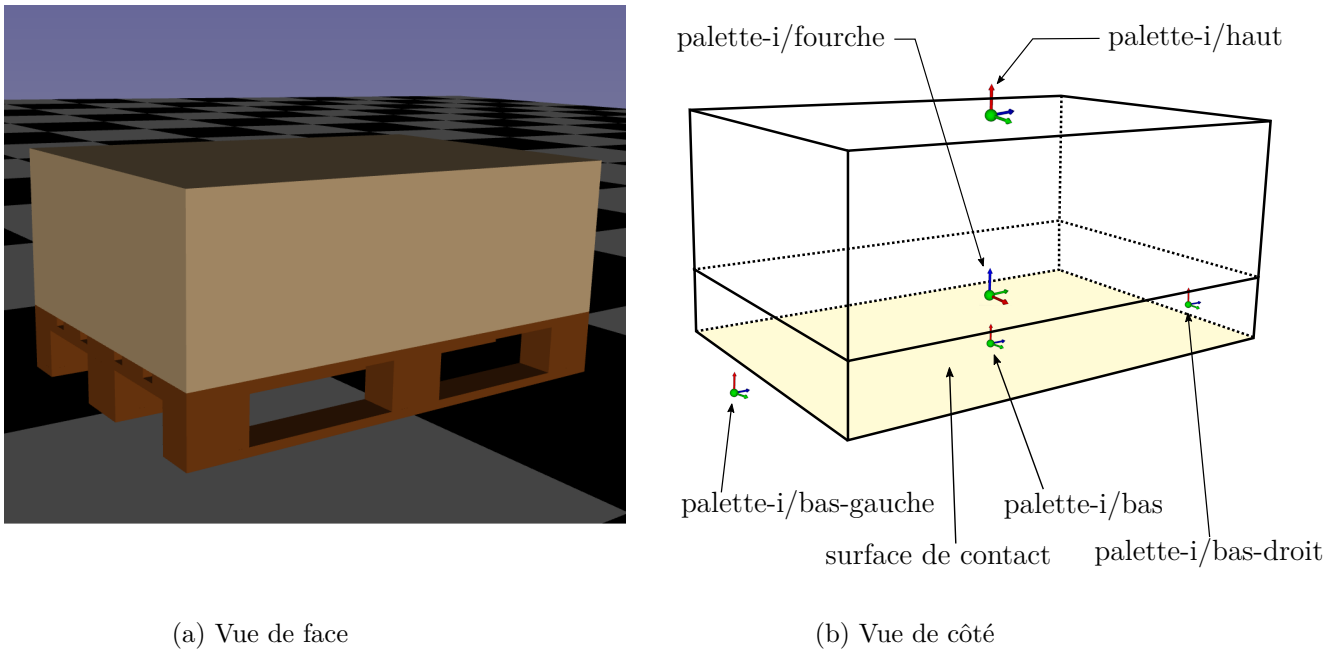 palette-i/fourche
palette-i/haut
palette-i/bas-gauche
palette-i/bas
surface de contact
palette-i/bas-droit
(a) Vue de face
(b) Vue de côté